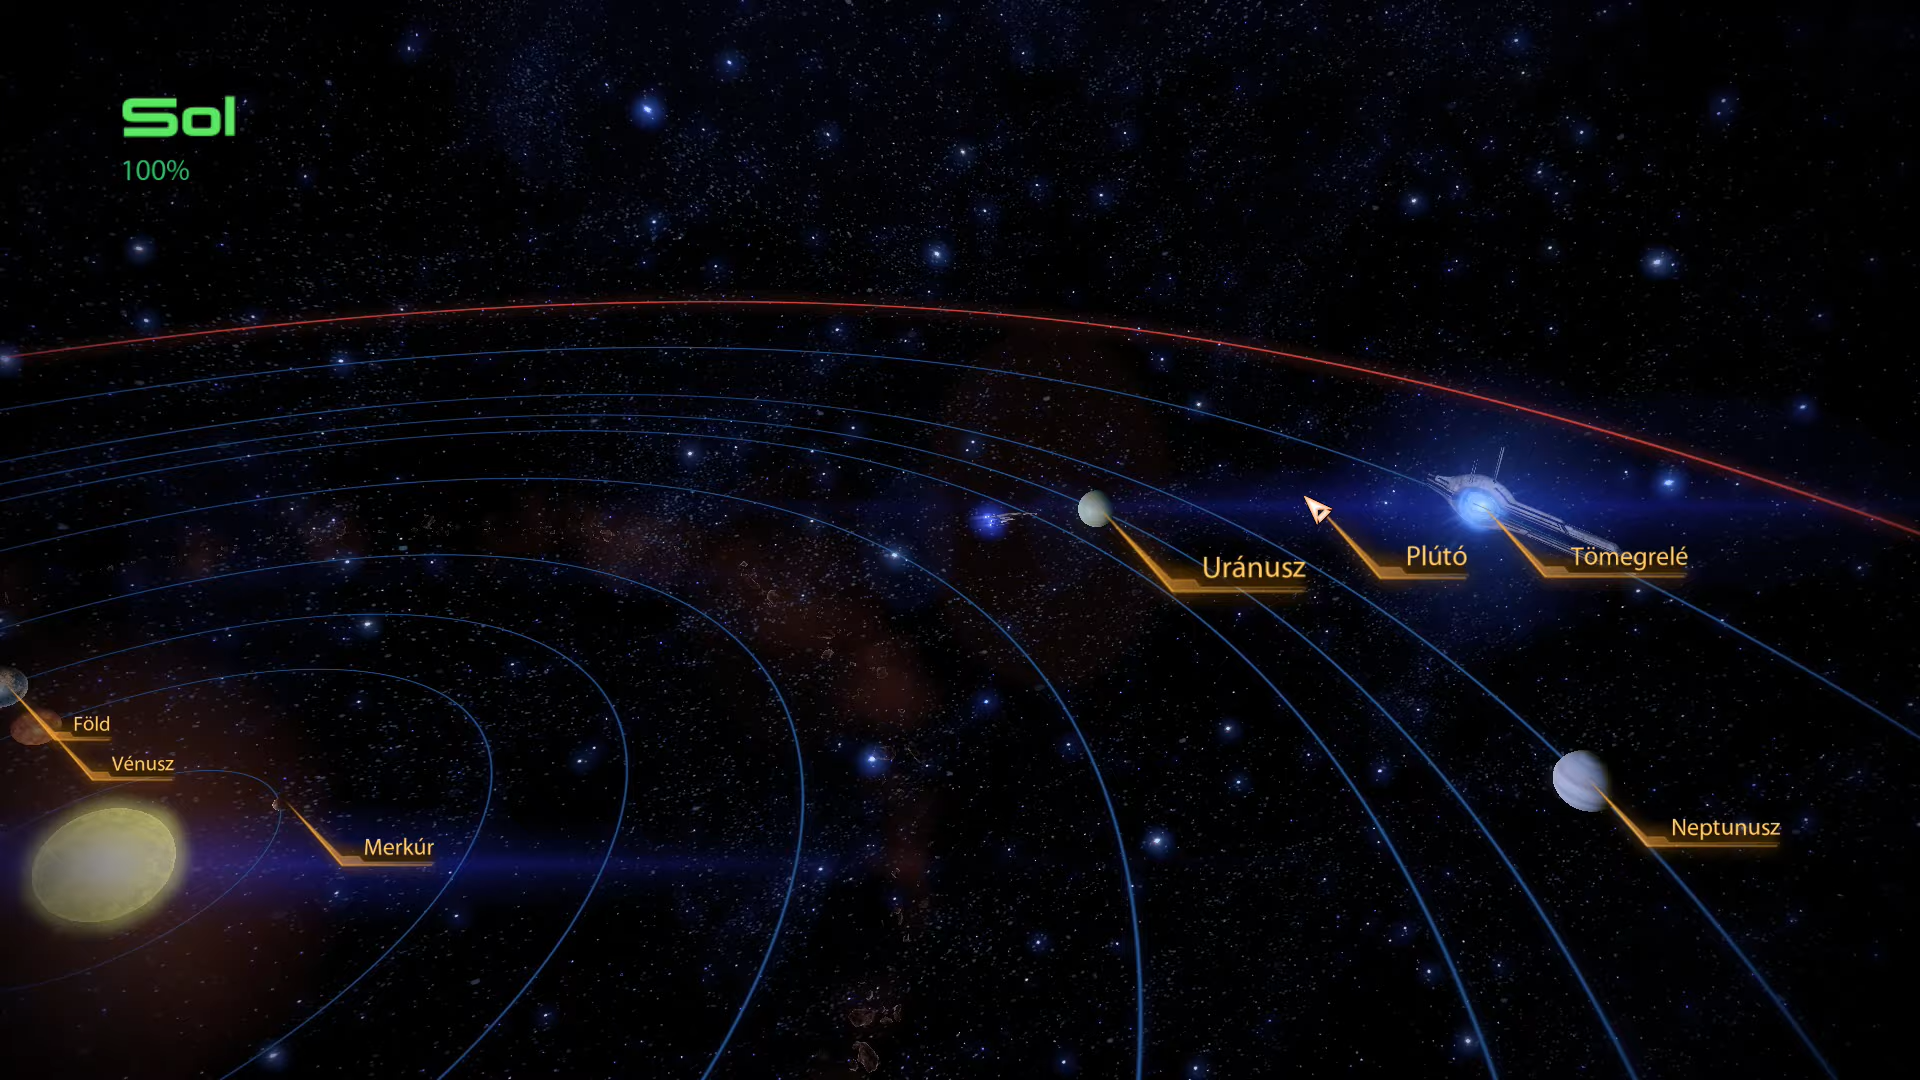 Sol
100%
Uránusz
Plútó
Tömegrelé
Föld
Vénusz
Merkúr
Neptunusz